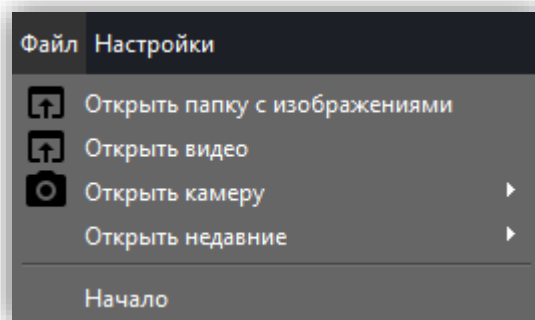 Файл Настройки
Открыть папку с изображениями
Открыть видео
Открыть камеру
Открыть недавние
Начало